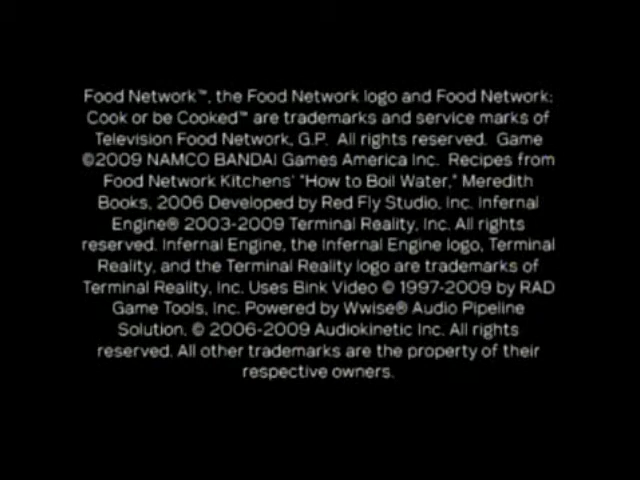 Food Network™, the Food Network logo and Food Network:
Cook or be Cooked™ are trademarks and service marks of
Television Food Network, G.P. All rights reserved. Game
©2009 NAMCO BANDAI Games America Inc. Recipes from
Food Network Kitchens' "How to Boil Water," Meredith
Books, 2006 Developed by Red Fly Studio, Inc. Infernal
Engine® 2003-2009 Terminal Reality, Inc. All rights
reserved. Infernal Engine, the Infernal Engine logo, Terminal
Reality, and the Terminal Reality logo are trademarks of
Terminal Reality, Inc. Uses Bink Video © 1997-2009 by RAD
Game Tools, Inc. Powered by Wwise® Audio Pipeline
Solution, © 2006-2009 Audiokinetic Inc. All rights
reserved. All other trademarks are the property of their
respective owners.